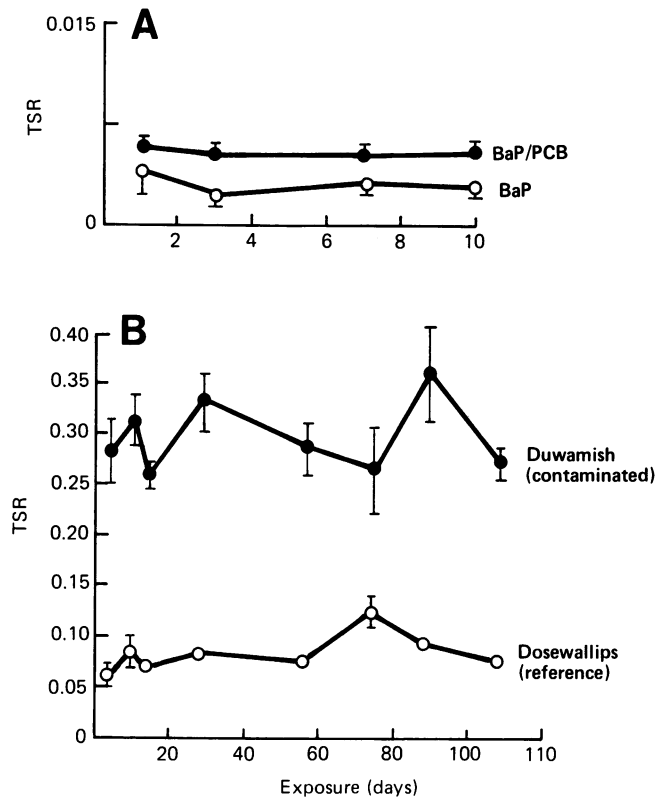 A
0.015
TSR
0
BaP/PCB
BaP
2 4 6 8 10
B
0.40
0.35
0.30
0.25
0.20
0.15
0.10
0.05
0
TSR
Duwamish
(contaminated)
Dosewallips
(reference)
20 40 60 80 100 110
Exposure (days)